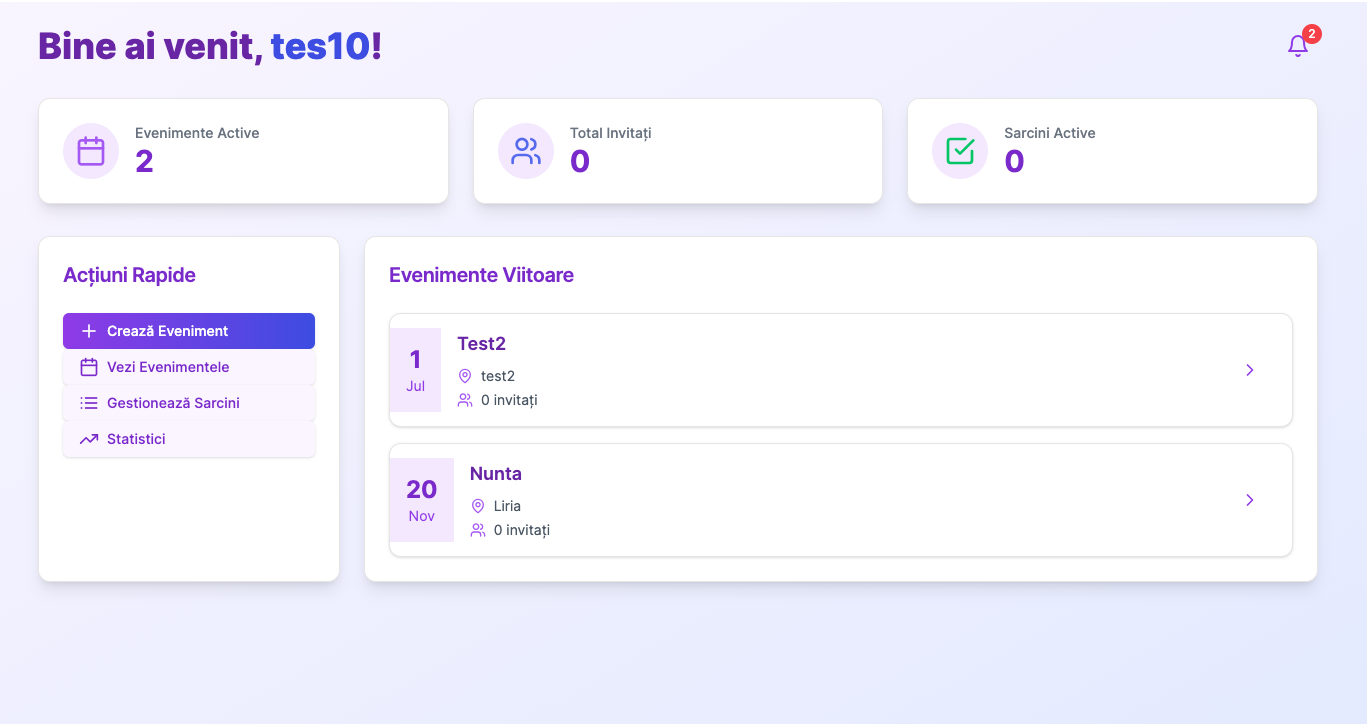 Bine ai venit, tes10!
2
Evenimente Active
2
Total Invitați
0
Sarcini Active
0
Acțiuni Rapide
Crează Eveniment
Vezi Evenimentele
Gestionează Sarcini
Statistici
Evenimente Viitoare
1
Jul
Test2
test2
0 invitați
20
Nov
Nunta
Liria
0 invitați